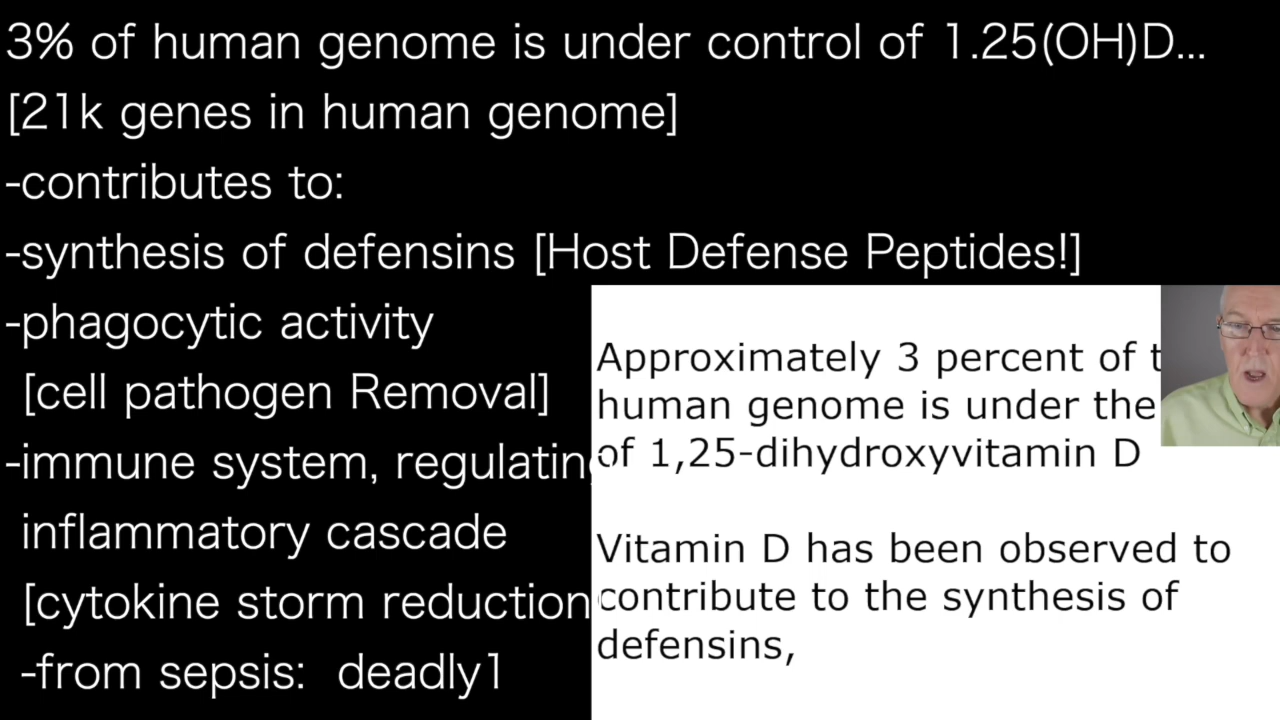 3% of human genome is under control of 1.25(OH)D...
[21k genes in human genome]
-contributes to:
-synthesis of defensins [Host Defense Peptides!]
-phagocytic activity
[cell pathogen Removal]
-immune system, regulating
inflammatory cascade
[cytokine storm reduction
-from sepsis: deadly]
Approximately 3 percent of
human genome is under the
of 1,25-dihydroxyvitamin D
Vitamin D has been observed to
contribute to the synthesis of
defensins,